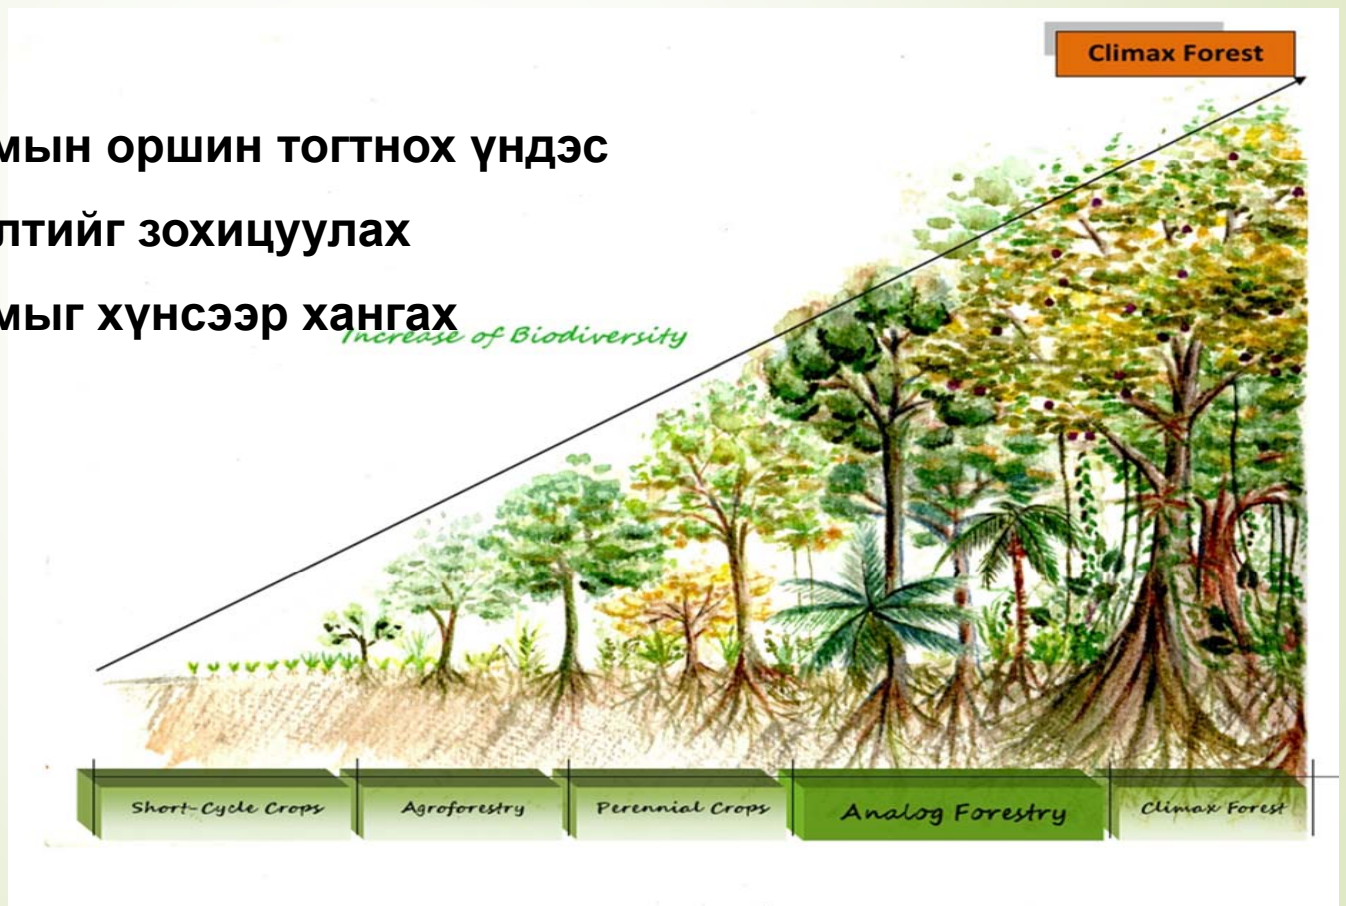 Climax Forest
мын оршин тогтнох үндэс
лтийг зохицуулах
мыг хүнсээр хангах
Increase of Biodiversity
Short-Cycle Crops
Agroforestry
Perennial Crops
Analog Forestry
Climax Forest